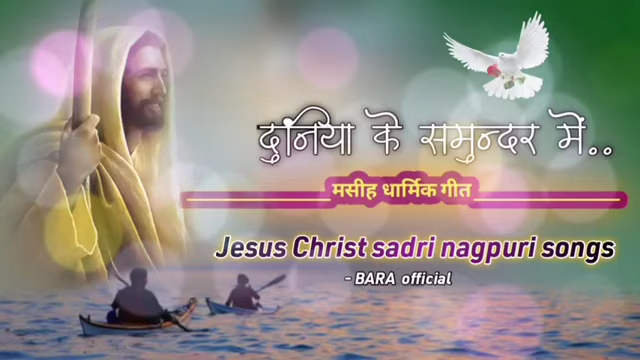 दुनिया के समुन्दर में..
मसीह धार्मिक गीत
Jesus Christ sadri nagpuri songs
- BARA official